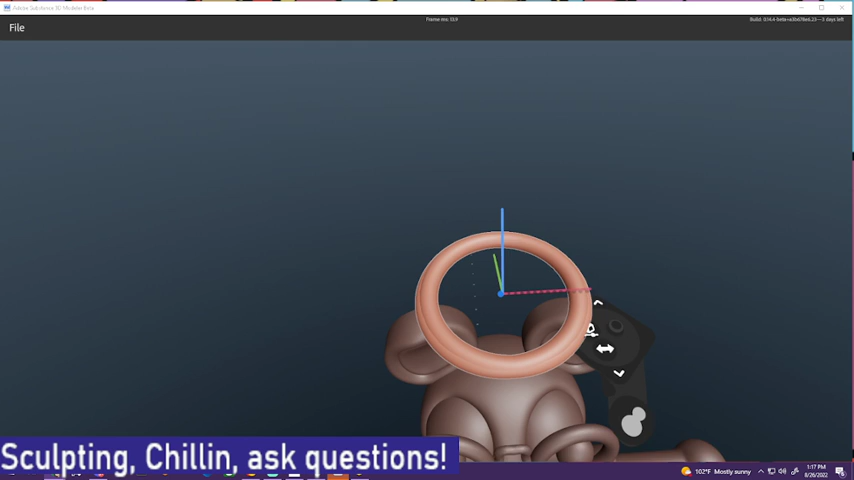 Adobe Substance 3D Modeler Beta
File
Sculpting, Chillin, ask questions!
102°F Mostly sunny
1:17 PM
8/26/2022